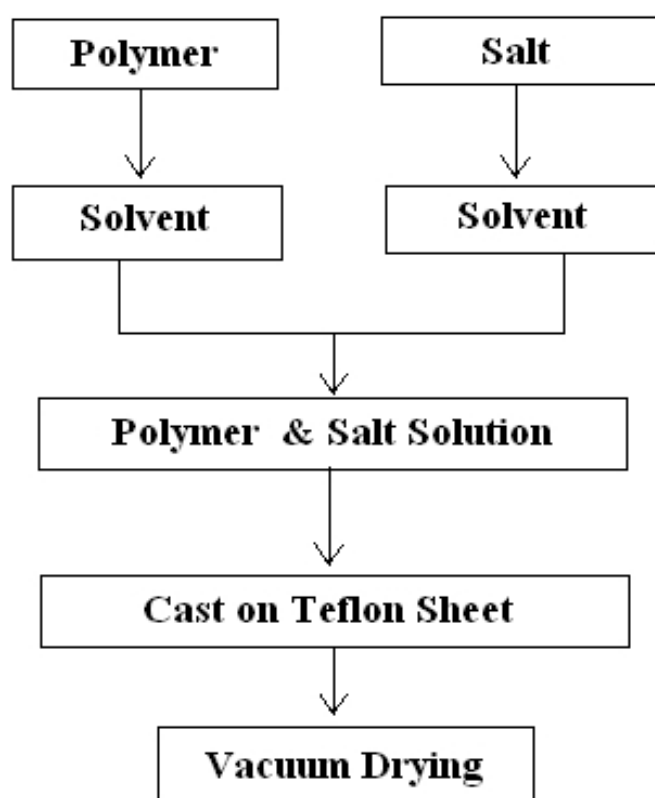 Polymer
Salt
Solvent
Solvent
Polymer & Salt Solution
Cast on Teflon Sheet
Vacuum Drying